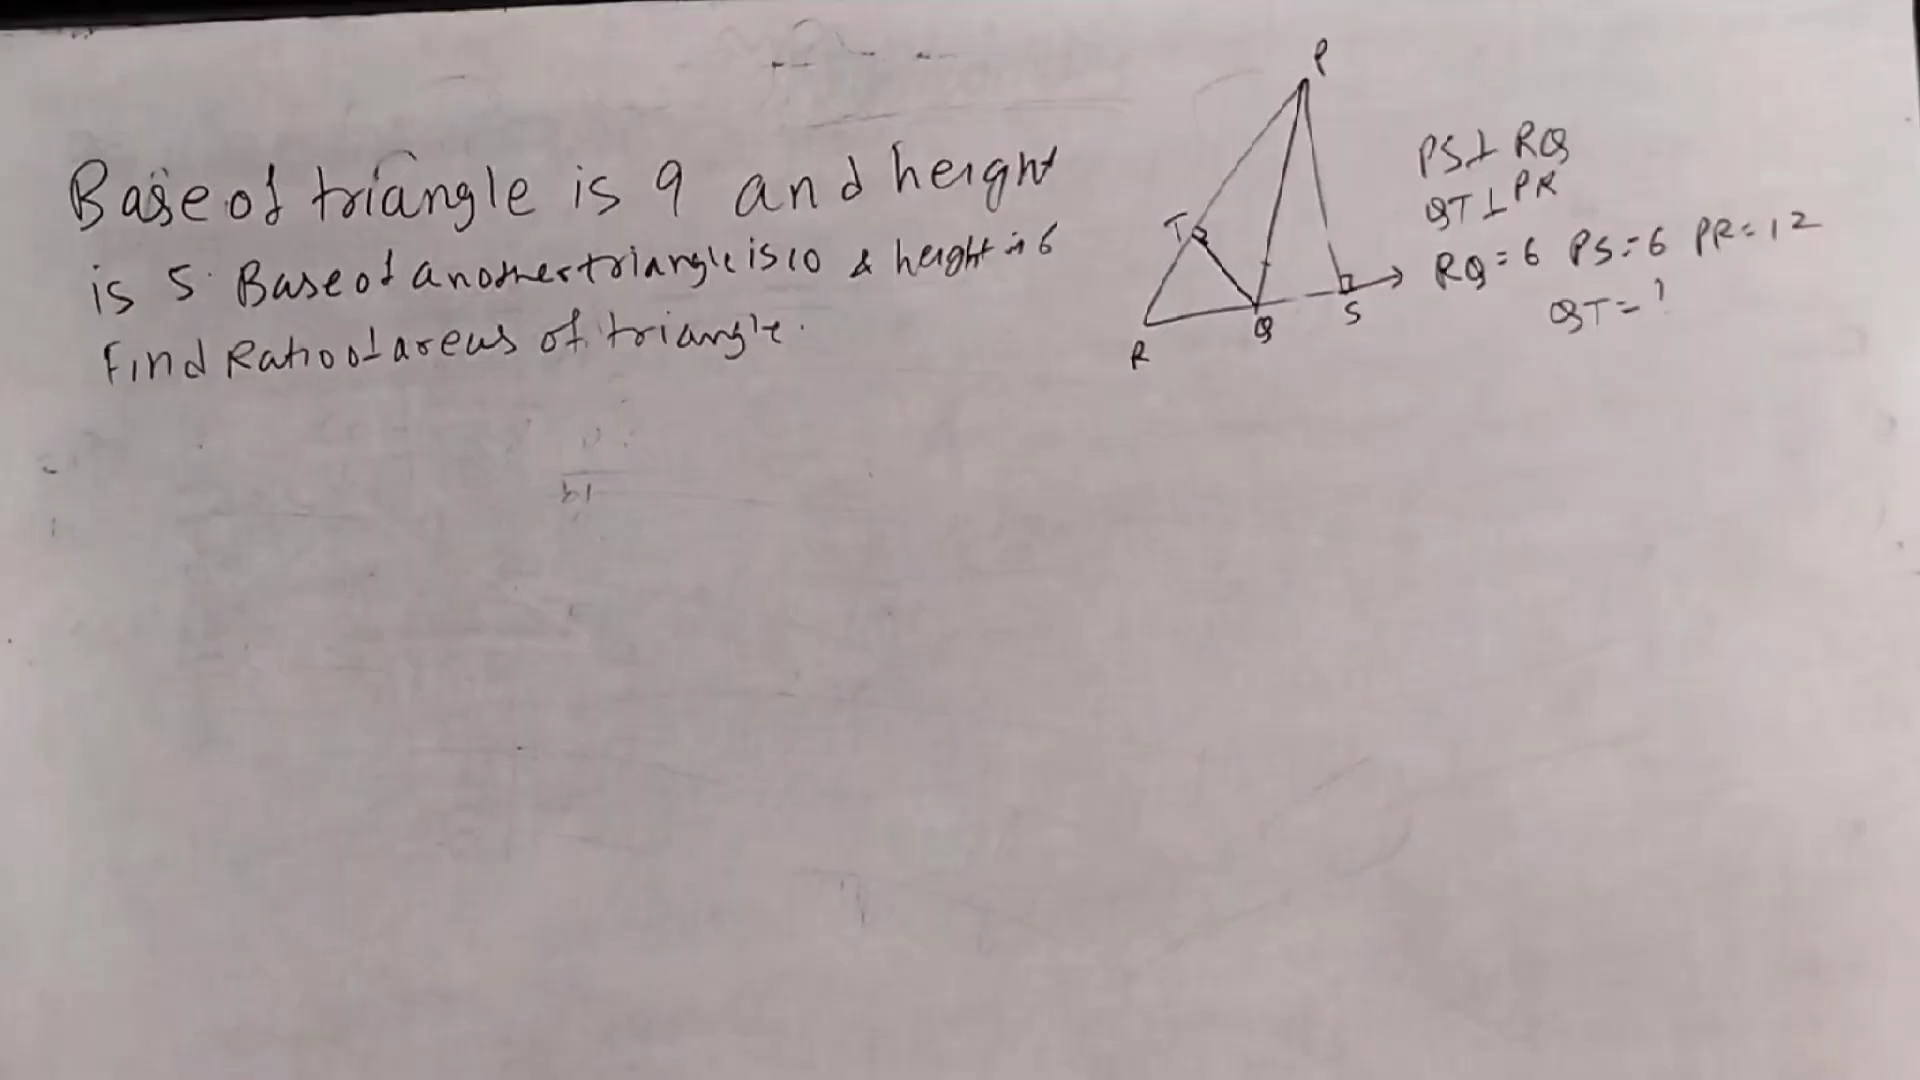 Base of triangle is 9 and height
is 5. Base of another triangle is 10 & height is 6
Find Ratio of areas of triangle.
P
T
R
Q
S
PS⊥RQ
QT⊥PR
RQ=6 PS=6 PR=12
QT=?